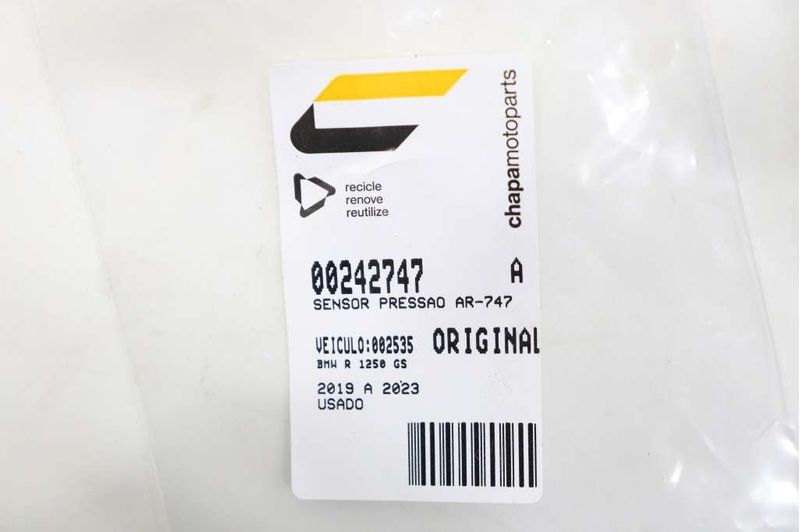 chapamotoparts
recicle
renove
reutilize
00242747 A
SENSOR PRESSAO AR-747
VEICULO:002535 ORIGINAL
BMW R 1250 GS
2019 A 2023
USADO